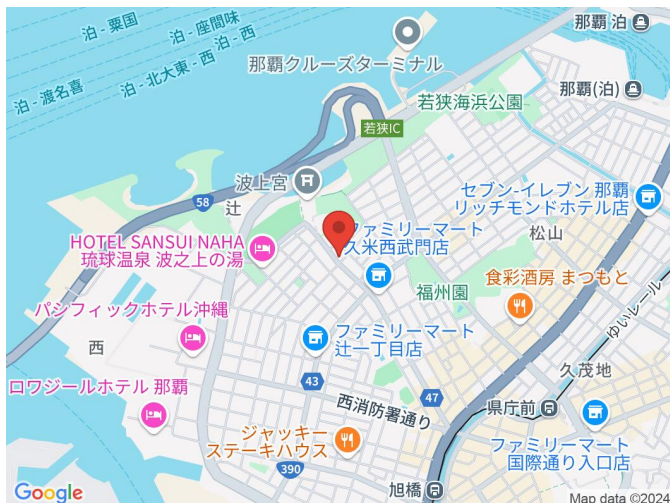 泊 - 粟国
泊 - 座間味
泊 - 北大東 - 西
泊 - 西
泊 - 渡名喜
那覇クルーズターミナル
那覇 泊
那覇(泊)
若狭海浜公園
若狭IC
波上宮
58
辻
セブン-イレブン 那覇
リッチモンドホテル店
松山
HOTEL SANSUI NAHA
琉球温泉 波之上の湯
ファミリーマート
久米西武門店
福州園
食彩酒房 まつもと
ゆいレール
パシフィックホテル沖縄
西
ファミリーマート
辻一丁目店
久茂地
43
47
ロワジールホテル 那覇
西消防署通り
県庁前
ジャッキー
ステーキハウス
ファミリーマート
国際通り入口店
390
旭橋
Google
Map data ©2024